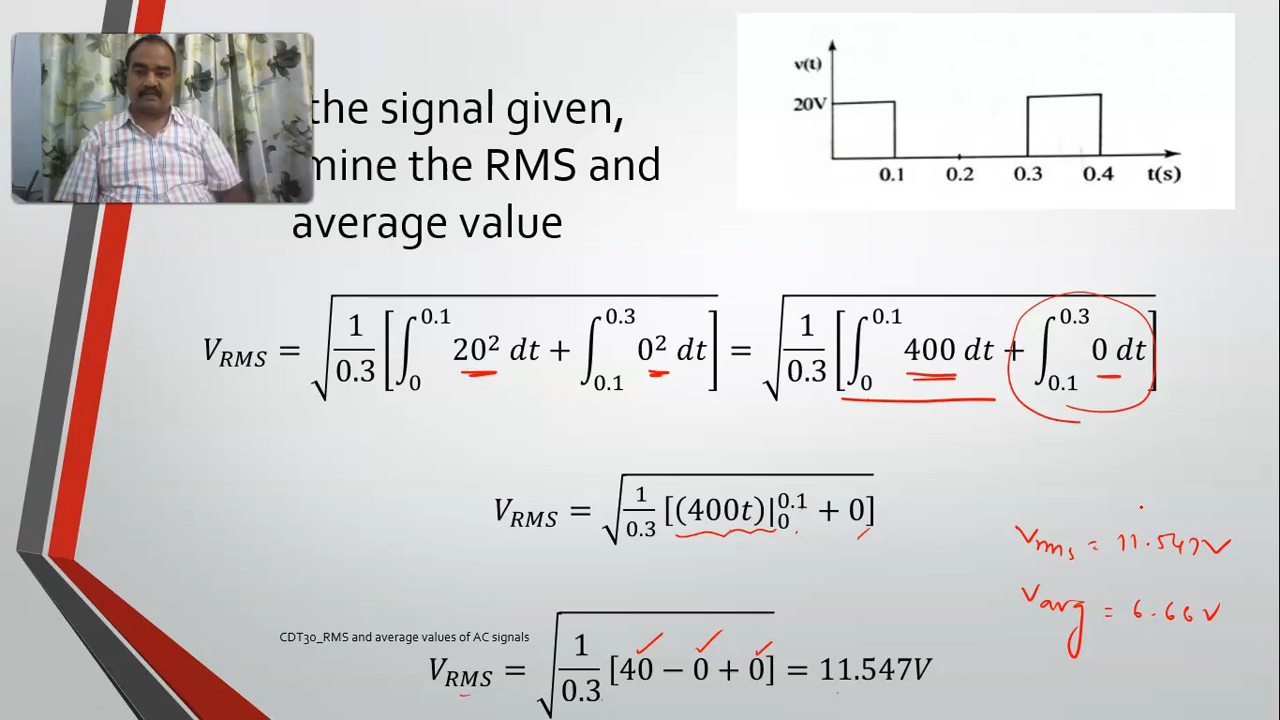 the signal given,
mine the RMS and
average value
v(t)
20V
0.1 0.2 0.3 0.4 t(s)
V_RMS = √(1/0.3 [∫_0^0.1 20² dt + ∫_0.1^0.3 0² dt]) = √(1/0.3 [∫_0^0.1 400 dt + ∫_0.1^0.3 0 dt])
V_RMS = √(1/0.3 [(400t)|_0^0.1 + 0])
Vrms = 11.547V
Vavg = 6.66V
CDT30_RMS and average values of AC signals
V_RMS = √(1/0.3 [40 − 0 + 0]) = 11.547V